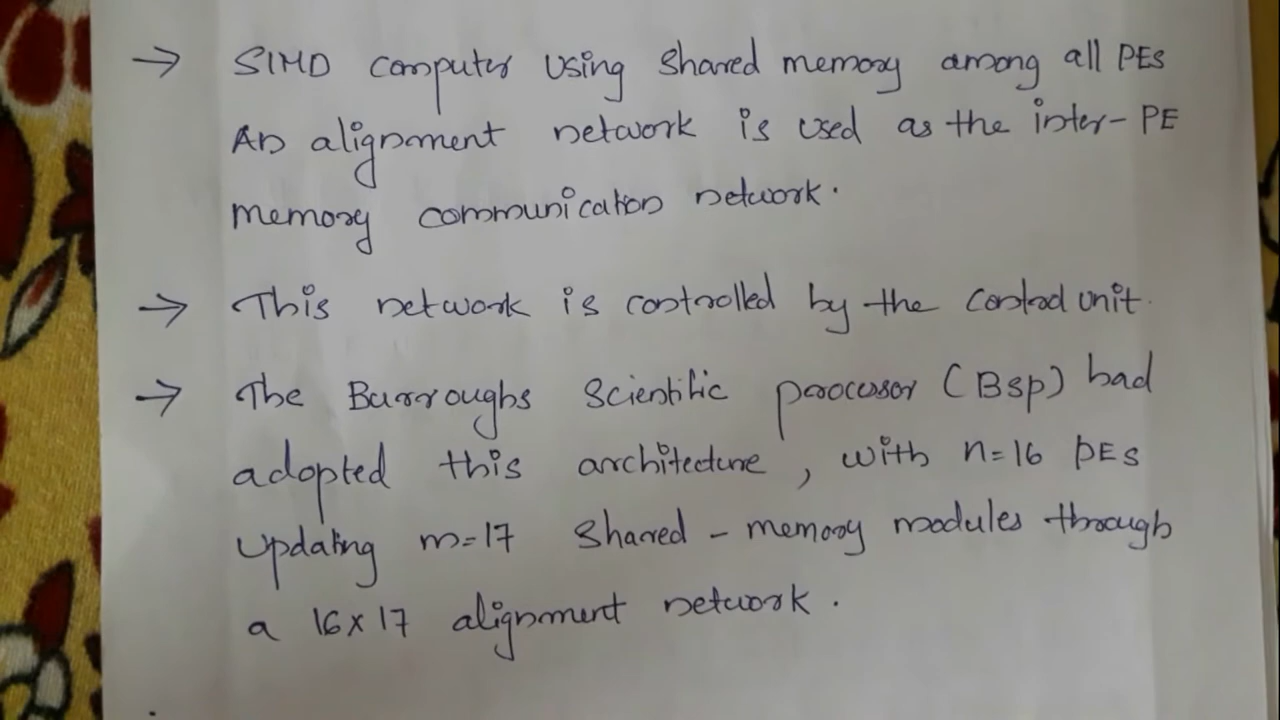 → SIMD computer using shared memory among all PEs
An alignment network is used as the inter-PE
memory communication network.
→ This network is controlled by the control unit.
→ The Burroughs Scientific processor (BSP) had
adopted this architecture, with n=16 PEs
updating m=17 shared-memory modules through
a 16x17 alignment network.